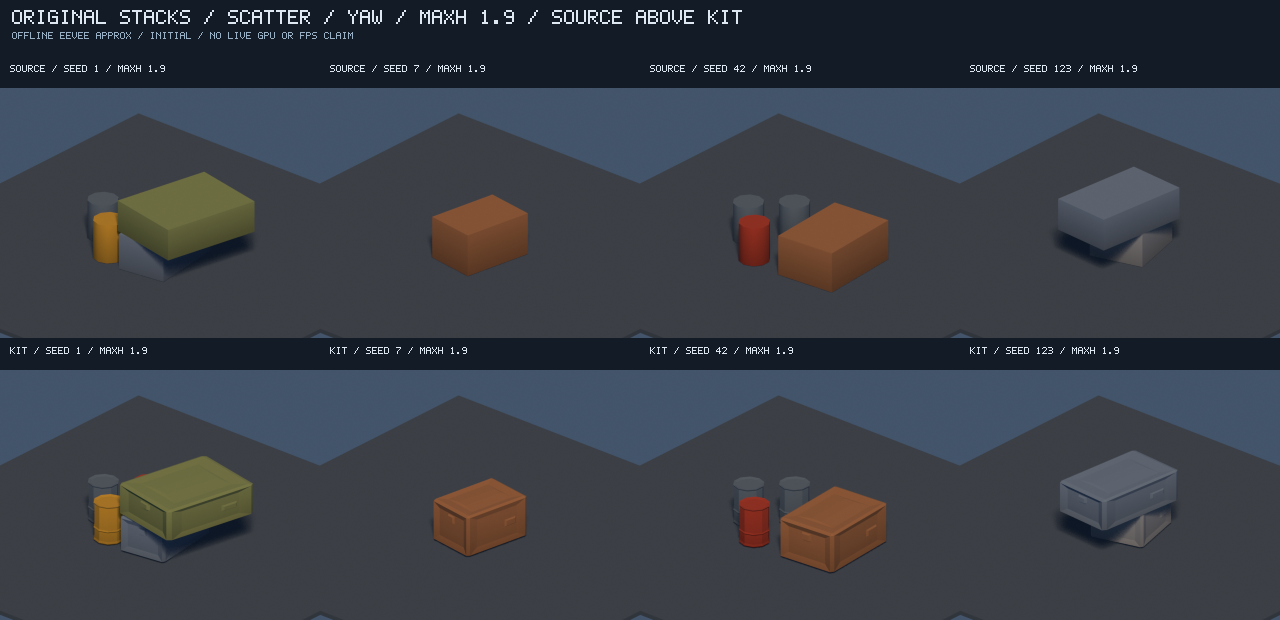 ORIGINAL STACKS / SCATTER / YAW / MAXH 1.9 / SOURCE ABOVE KIT
OFFLINE EEVEE APPROX / INITIAL / NO LIVE GPU OR FPS CLAIM
SOURCE / SEED 1 / MAXH 1.9
SOURCE / SEED 7 / MAXH 1.9
SOURCE / SEED 42 / MAXH 1.9
SOURCE / SEED 123 / MAXH 1.9
KIT / SEED 1 / MAXH 1.9
KIT / SEED 7 / MAXH 1.9
KIT / SEED 42 / MAXH 1.9
KIT / SEED 123 / MAXH 1.9